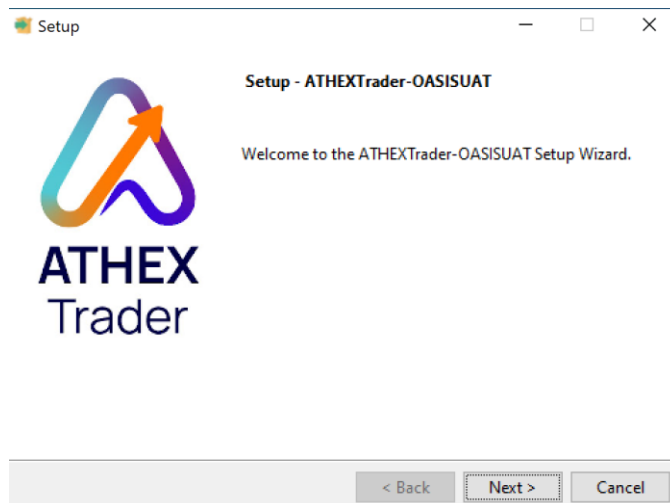 Setup
Setup - ATHEXTrader-OASISUAT
Welcome to the ATHEXTrader-OASISUAT Setup Wizard.
ATHEX
Trader
< Back
Next >
Cancel